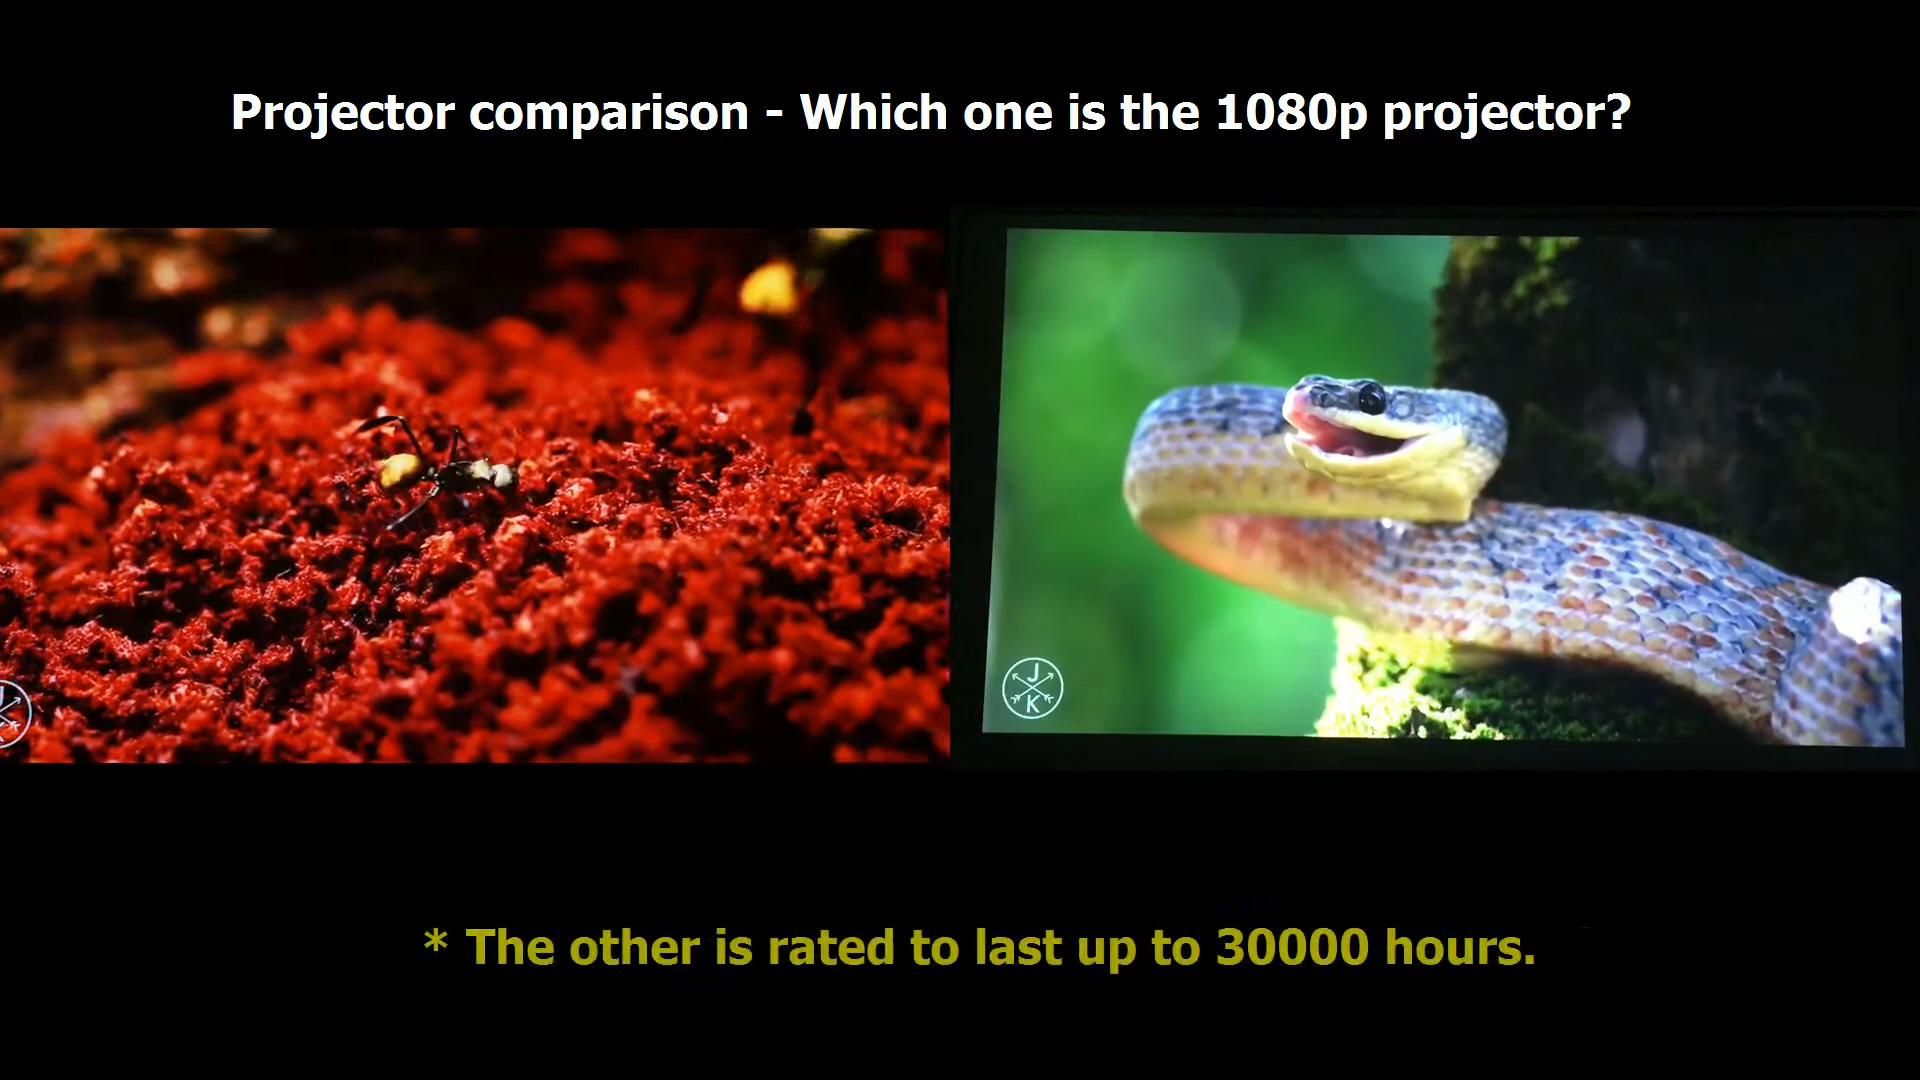 Projector comparison - Which one is the 1080p projector?
J
K
* The other is rated to last up to 30000 hours.